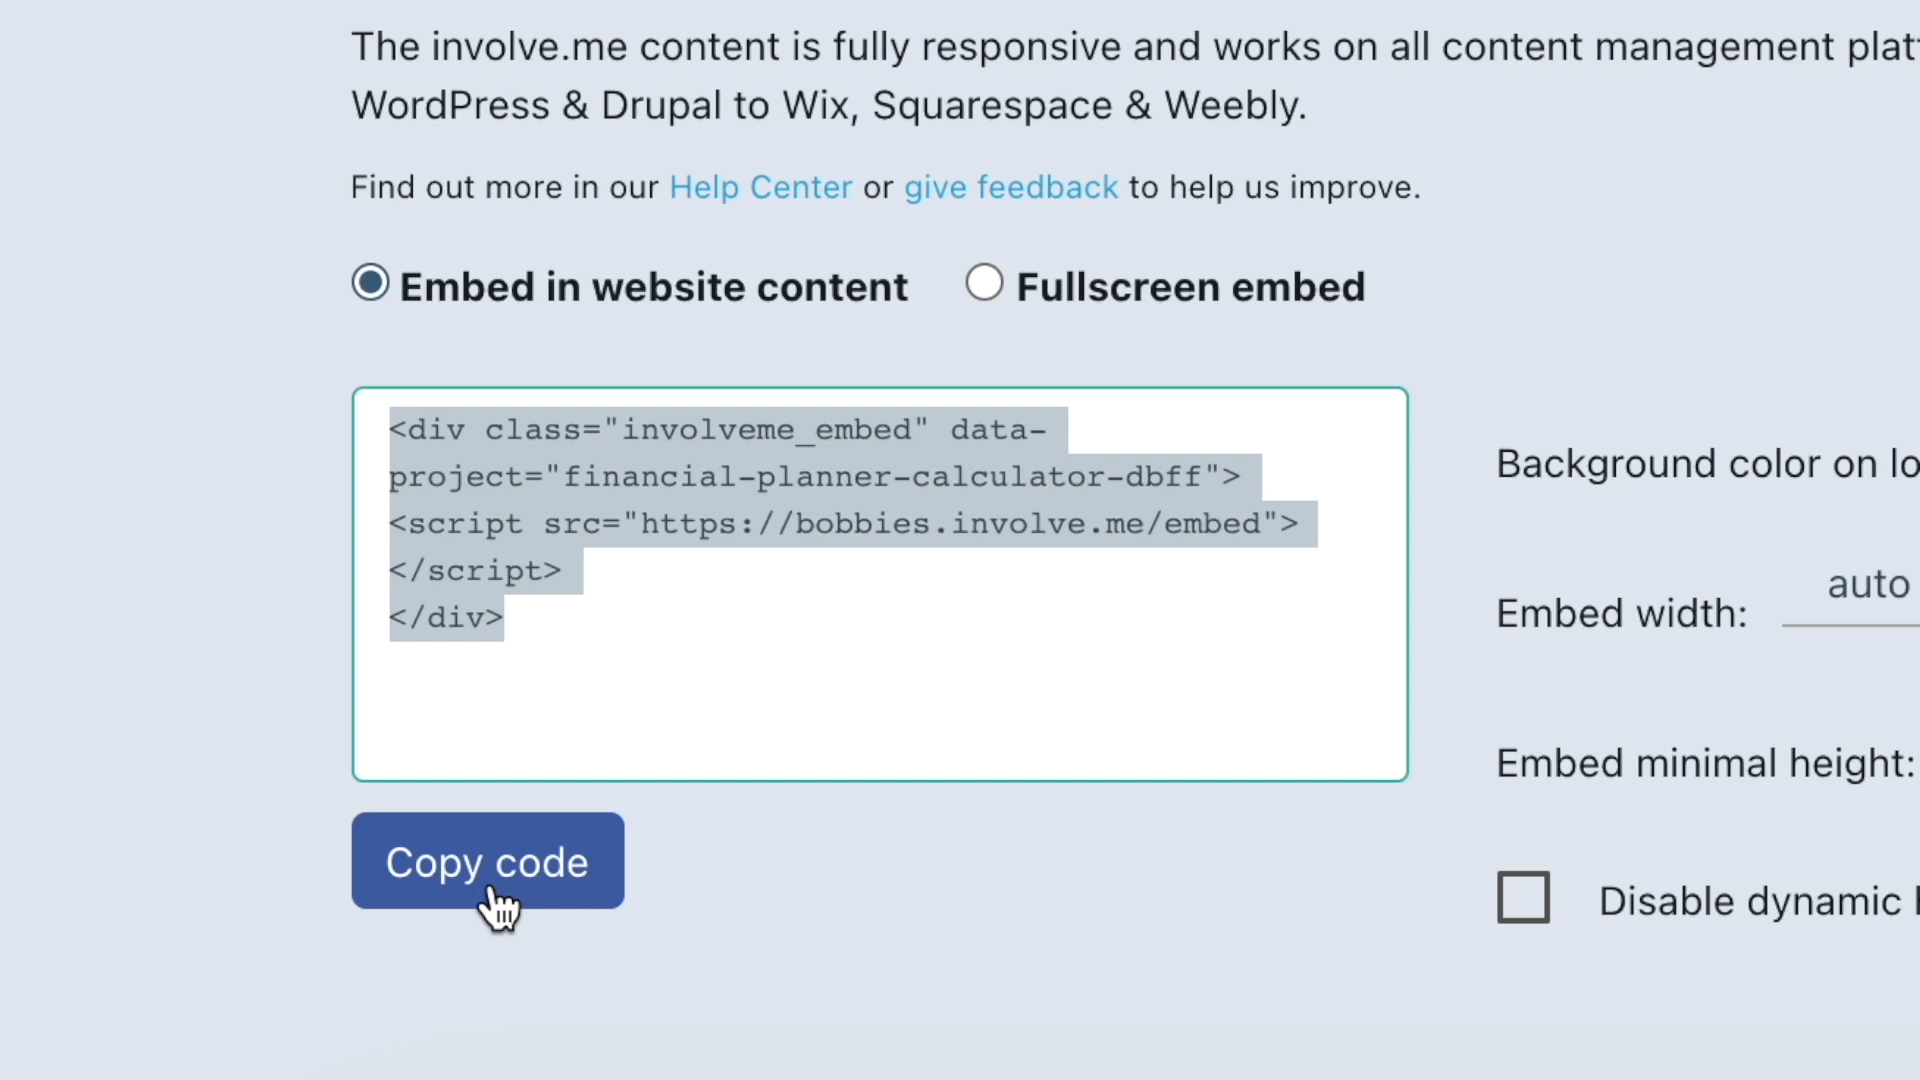 The involve.me content is fully responsive and works on all content management plat
WordPress & Drupal to Wix, Squarespace & Weebly.
Find out more in our Help Center or give feedback to help us improve.
Embed in website content
Fullscreen embed
<div class="involveme_embed" data-
project="financial-planner-calculator-dbff">
<script src="https://bobbies.involve.me/embed">
</script>
</div>
Background color on lo
Embed width: auto
Embed minimal height:
Copy code
Disable dynamic